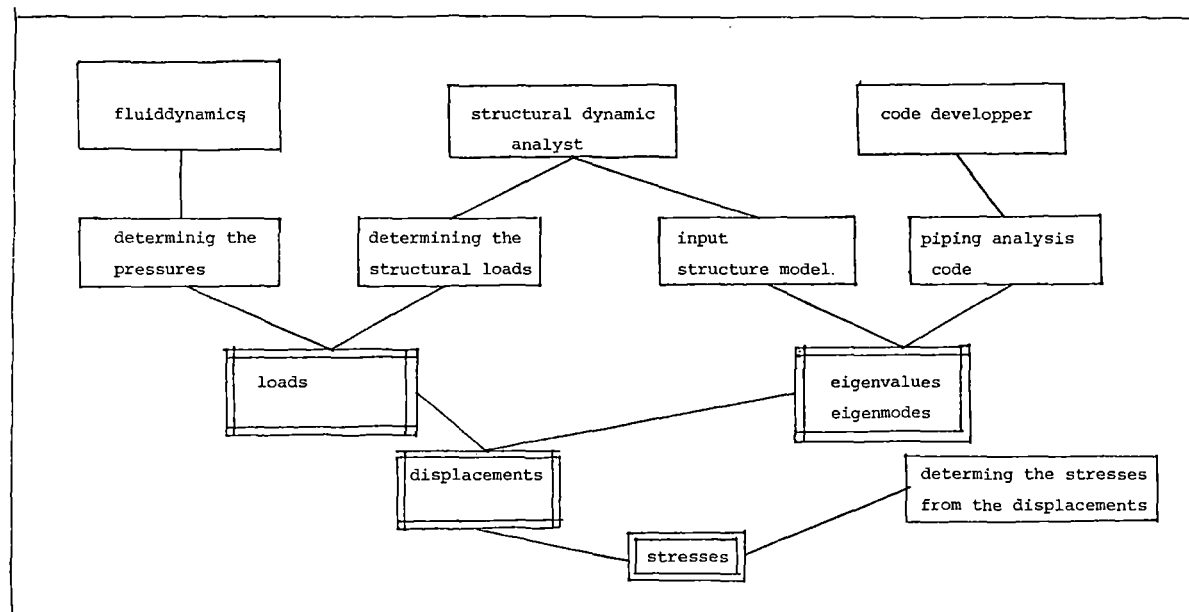 fluiddynamics
structural dynamic
analyst
code developper
determinig the
pressures
determining the
structural loads
input
structure model.
piping analysis
code
loads
eigenvalues
eigenmodes
displacements
determing the stresses
from the displacements
stresses